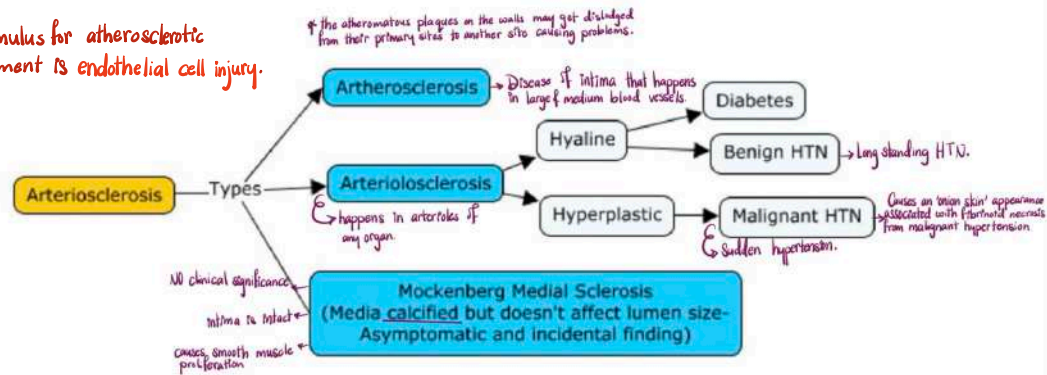 * the atheromatous plaques on the walls may get dislodged
from their primary sites to another site causing problems.
mulus for atherosclerotic
ment is endothelial cell injury.
Artherosclerosis
Disease of intima that happens
in large & medium blood vessels.
Diabetes
Hyaline
Benign HTN
Long standing HTN.
Arteriosclerosis
Types
Arteriolosclerosis
happens in arterioles of
any organ.
Hyperplastic
Malignant HTN
Causes an 'onion skin' appearance
associated with fibrinoid necrosis
from malignant hypertension
Sudden hypertension.
NO clinical significance
intima is intact
causes smooth muscle
proliferation
Mockenberg Medial Sclerosis
(Media calcified but doesn't affect lumen size-
Asymptomatic and incidental finding)